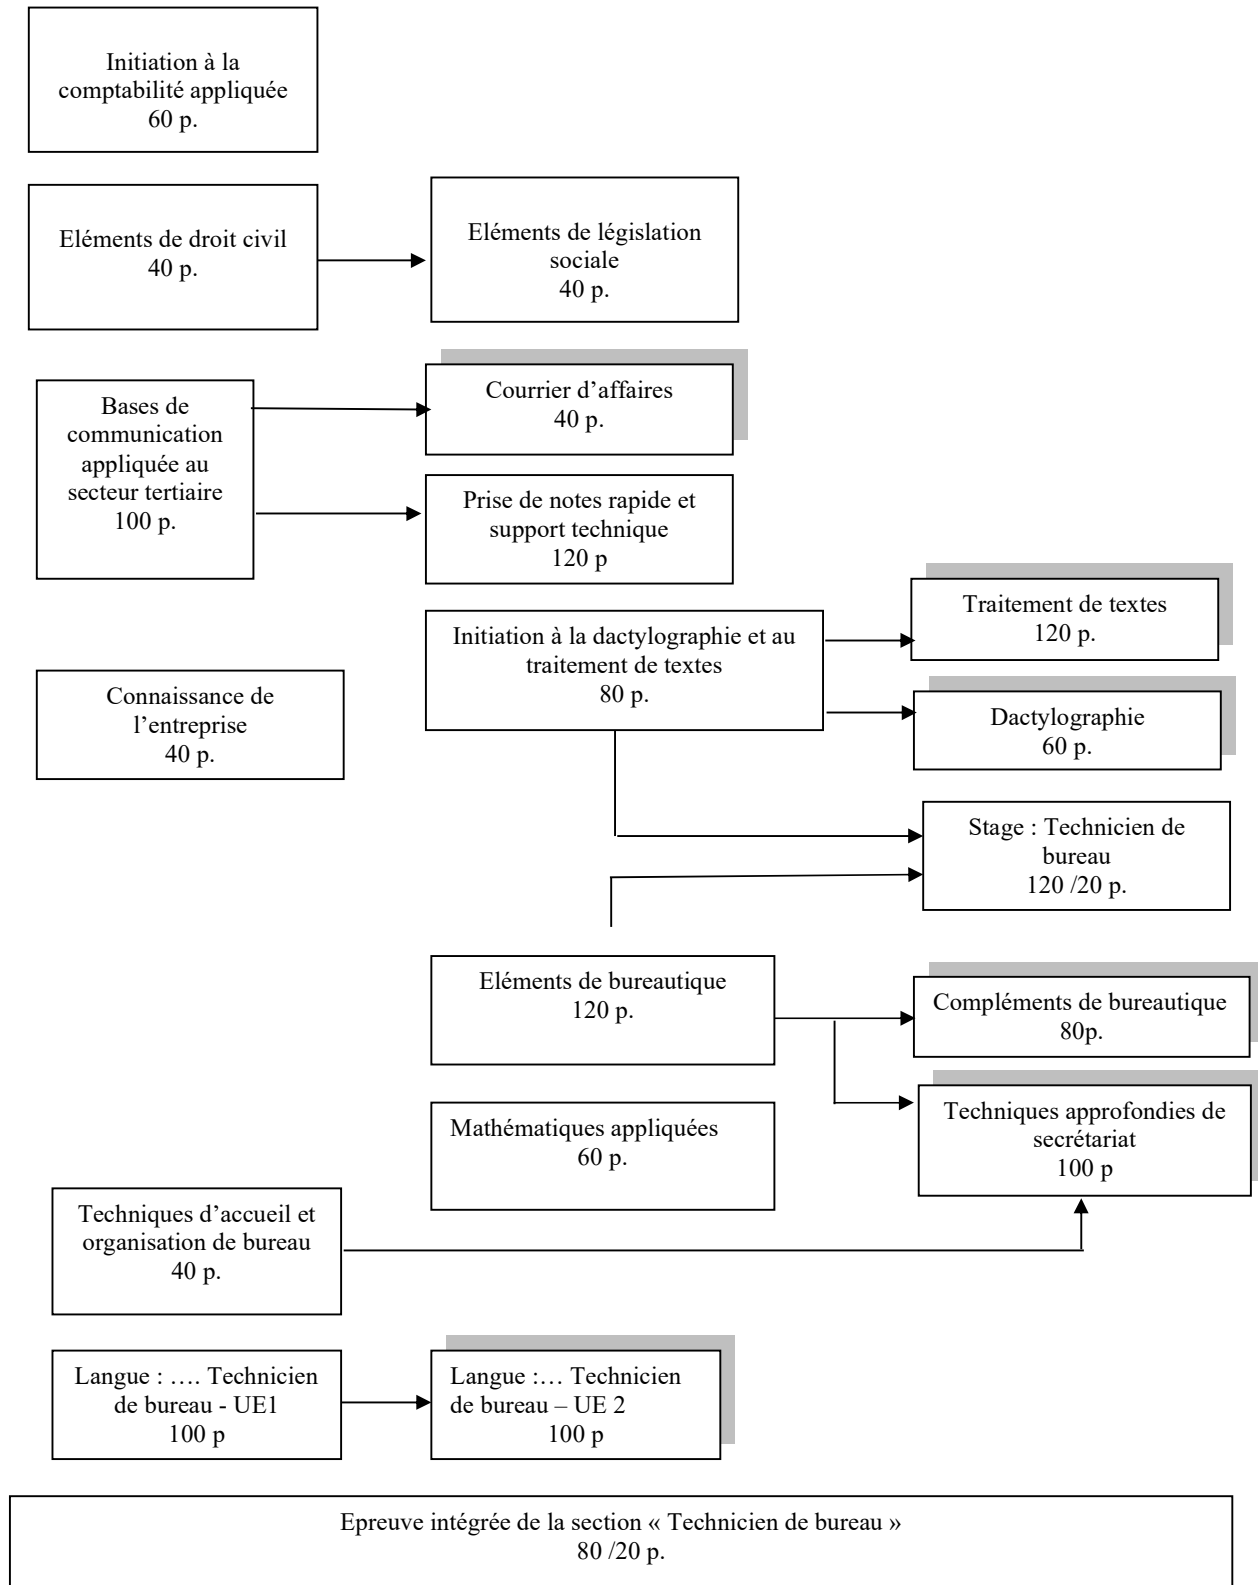 Initiation à la
comptabilité appliquée
60 p.
Eléments de droit civil
40 p.
Eléments de législation
sociale
40 p.
Bases de
communication
appliquée au
secteur tertiaire
100 p.
Courrier d’affaires
40 p.
Prise de notes rapide et
support technique
120 p
Initiation à la dactylographie et au
traitement de textes
80 p.
Traitement de textes
120 p.
Connaissance de
l’entreprise
40 p.
Dactylographie
60 p.
Stage : Technicien de
bureau
120 /20 p.
Eléments de bureautique
120 p.
Compléments de bureautique
80p.
Mathématiques appliquées
60 p.
Techniques approfondies de
secrétariat
100 p
Techniques d’accueil et
organisation de bureau
40 p.
Langue : …. Technicien
de bureau - UE1
100 p
Langue :… Technicien
de bureau – UE 2
100 p
Epreuve intégrée de la section « Technicien de bureau »
80 /20 p.